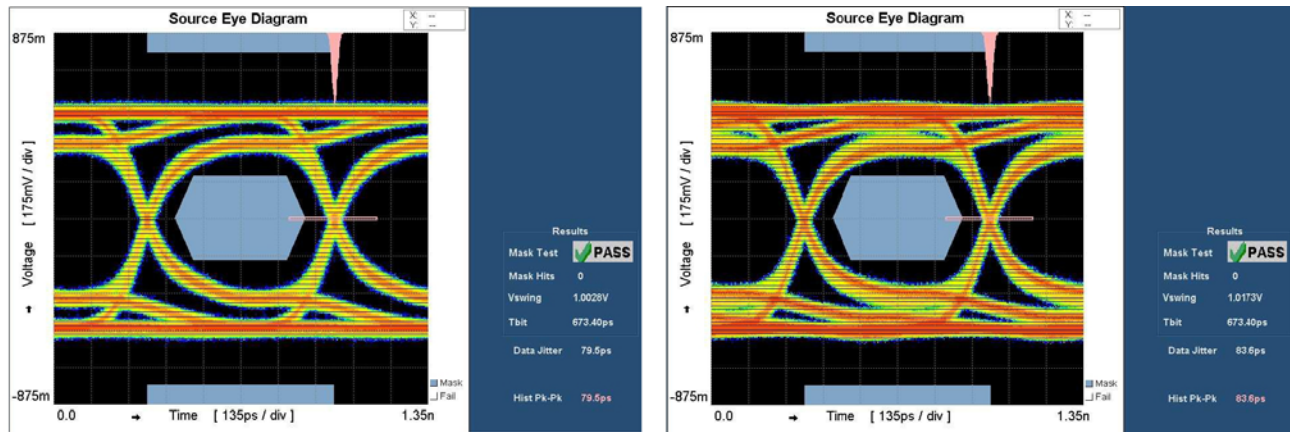 Source Eye Diagram
X: --
Y: --
875m
Voltage [ 175mV / div ]
-875m
0.0
Time [ 135ps / div ]
1.35n
Mask
Fail
Results
Mask Test PASS
Mask Hits 0
Vswing 1.0028V
Tbit 673.40ps
Data Jitter 79.5ps
Hist Pk-Pk 79.5ps
Source Eye Diagram
X: --
Y: --
875m
Voltage [ 175mV / div ]
-875m
0.0
Time [ 135ps / div ]
1.35n
Mask
Fail
Results
Mask Test PASS
Mask Hits 0
Vswing 1.0173V
Tbit 673.40ps
Data Jitter 83.6ps
Hist Pk-Pk 83.6ps